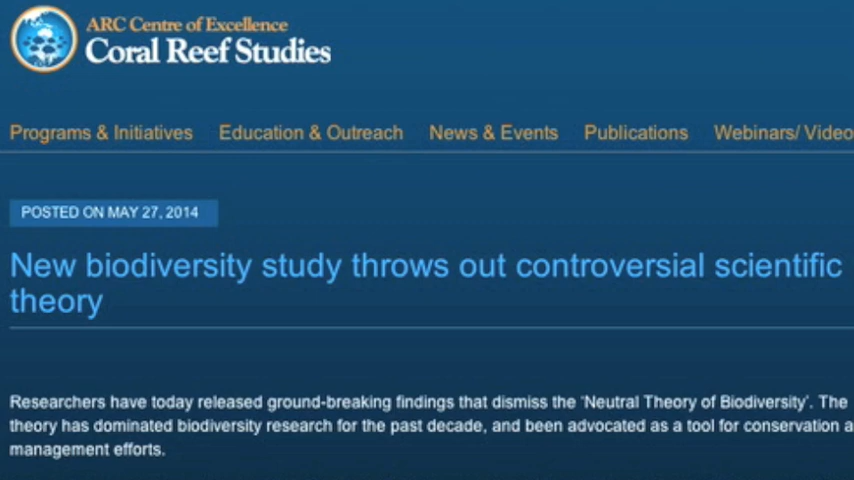 ARC Centre of Excellence
Coral Reef Studies
Programs & Initiatives Education & Outreach News & Events Publications Webinars/ Video
POSTED ON MAY 27, 2014
New biodiversity study throws out controversial scientific
theory
Researchers have today released ground-breaking findings that dismiss the 'Neutral Theory of Biodiversity'. The
theory has dominated biodiversity research for the past decade, and been advocated as a tool for conservation a
management efforts.